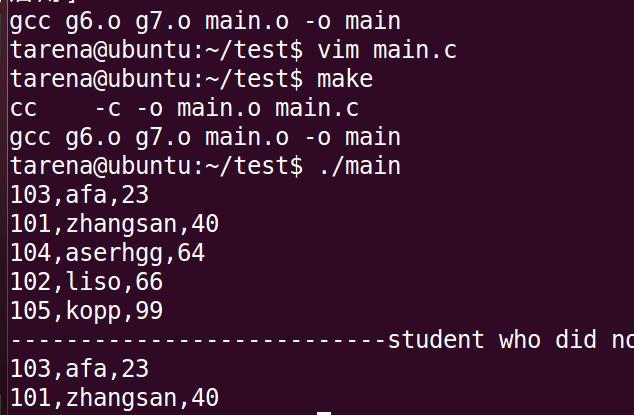 gcc g6.o g7.o main.o -o main
tarena@ubuntu:~/test$ vim main.c
tarena@ubuntu:~/test$ make
cc    -c -o main.o main.c
gcc g6.o g7.o main.o -o main
tarena@ubuntu:~/test$ ./main
103,afa,23
101,zhangsan,40
104,aserhgg,64
102,liso,66
105,kopp,99
---------------------------student who did no
103,afa,23
101,zhangsan,40